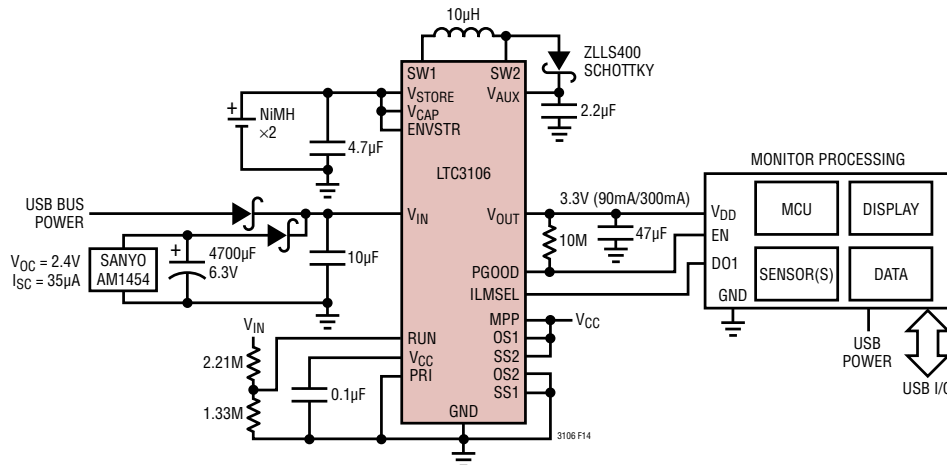 10µH
ZLLS400
SCHOTTKY
SW1
SW2
VSTORE
VAUX
NiMH
×2
+
VCAP
ENVSTR
2.2µF
4.7µF
LTC3106
MONITOR PROCESSING
USB BUS
POWER
VIN
VOUT
3.3V (90mA/300mA)
VDD
MCU
DISPLAY
10M
47µF
EN
VOC = 2.4V
ISC = 35µA
SANYO
AM1454
+
4700µF
6.3V
10µF
PGOOD
DO1
SENSOR(S)
DATA
ILMSEL
GND
MPP
VCC
VIN
RUN
OS1
2.21M
VCC
SS2
USB
POWER
PRI
OS2
USB I/O
1.33M
0.1µF
SS1
GND
3106 F14